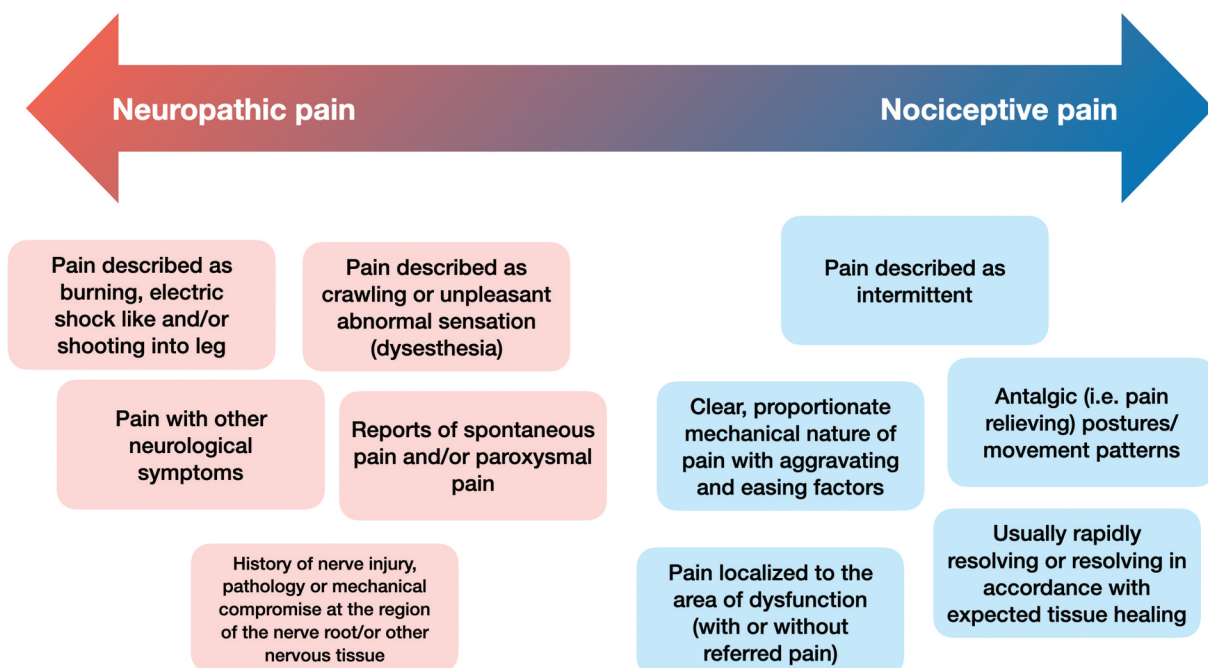 Neuropathic pain
Nociceptive pain
Pain described as
burning, electric
shock like and/or
shooting into leg
Pain described as
crawling or unpleasant
abnormal sensation
(dysesthesia)
Pain with other
neurological
symptoms
Reports of spontaneous
pain and/or paroxysmal
pain
History of nerve injury,
pathology or mechanical
compromise at the region
of the nerve root/or other
nervous tissue
Pain described as
intermittent
Clear, proportionate
mechanical nature of
pain with aggravating
and easing factors
Antalgic (i.e. pain
relieving) postures/
movement patterns
Pain localized to the
area of dysfunction
(with or without
referred pain)
Usually rapidly
resolving or resolving in
accordance with
expected tissue healing